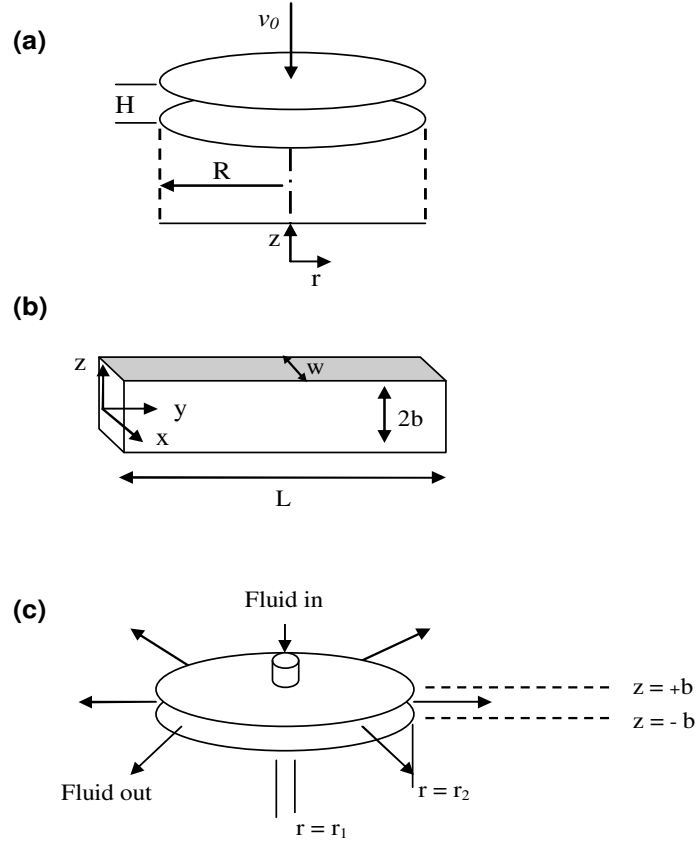 (a)
v0
H
R
z
r
(b)
z
w
y
2b
x
L
(c)
Fluid in
z = +b
z = - b
Fluid out
r = r2
r = r1